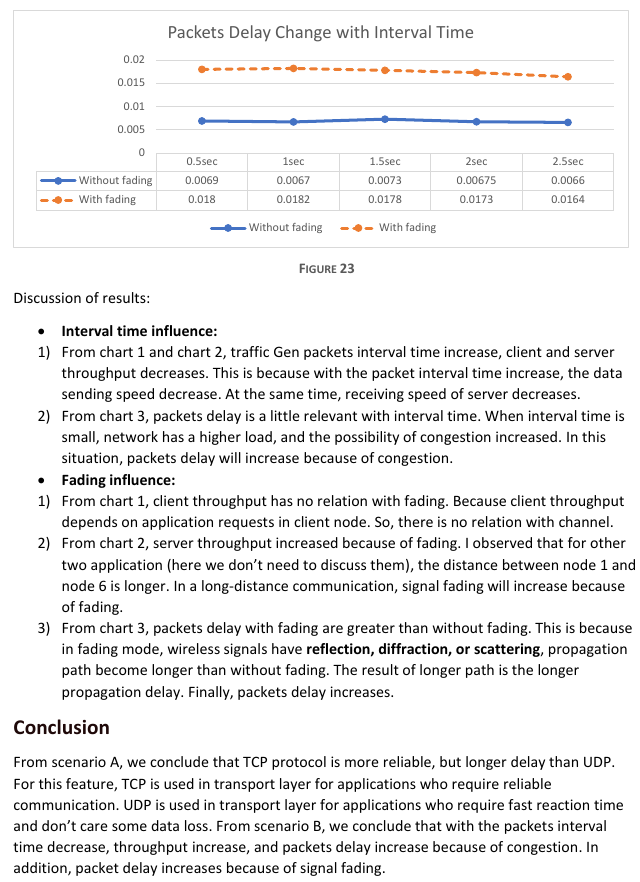 Packets Delay Change with Interval Time
0.02
0.015
0.01
0.005
0
0.5sec 1sec 1.5sec 2sec 2.5sec
Without fading 0.0069 0.0067 0.0073 0.00675 0.0066
With fading 0.018 0.0182 0.0178 0.0173 0.0164
Without fading With fading
FIGURE 23
Discussion of results:
• Interval time influence:
1) From chart 1 and chart 2, traffic Gen packets interval time increase, client and server
throughput decreases. This is because with the packet interval time increase, the data
sending speed decrease. At the same time, receiving speed of server decreases.
2) From chart 3, packets delay is a little relevant with interval time. When interval time is
small, network has a higher load, and the possibility of congestion increased. In this
situation, packets delay will increase because of congestion.
• Fading influence:
1) From chart 1, client throughput has no relation with fading. Because client throughput
depends on application requests in client node. So, there is no relation with channel.
2) From chart 2, server throughput increased because of fading. I observed that for other
two application (here we don't need to discuss them), the distance between node 1 and
node 6 is longer. In a long-distance communication, signal fading will increase because
of fading.
3) From chart 3, packets delay with fading are greater than without fading. This is because
in fading mode, wireless signals have reflection, diffraction, or scattering, propagation
path become longer than without fading. The result of longer path is the longer
propagation delay. Finally, packets delay increases.
Conclusion
From scenario A, we conclude that TCP protocol is more reliable, but longer delay than UDP.
For this feature, TCP is used in transport layer for applications who require reliable
communication. UDP is used in transport layer for applications who require fast reaction time
and don't care some data loss. From scenario B, we conclude that with the packets interval
time decrease, throughput increase, and packets delay increase because of congestion. In
addition, packet delay increases because of signal fading.